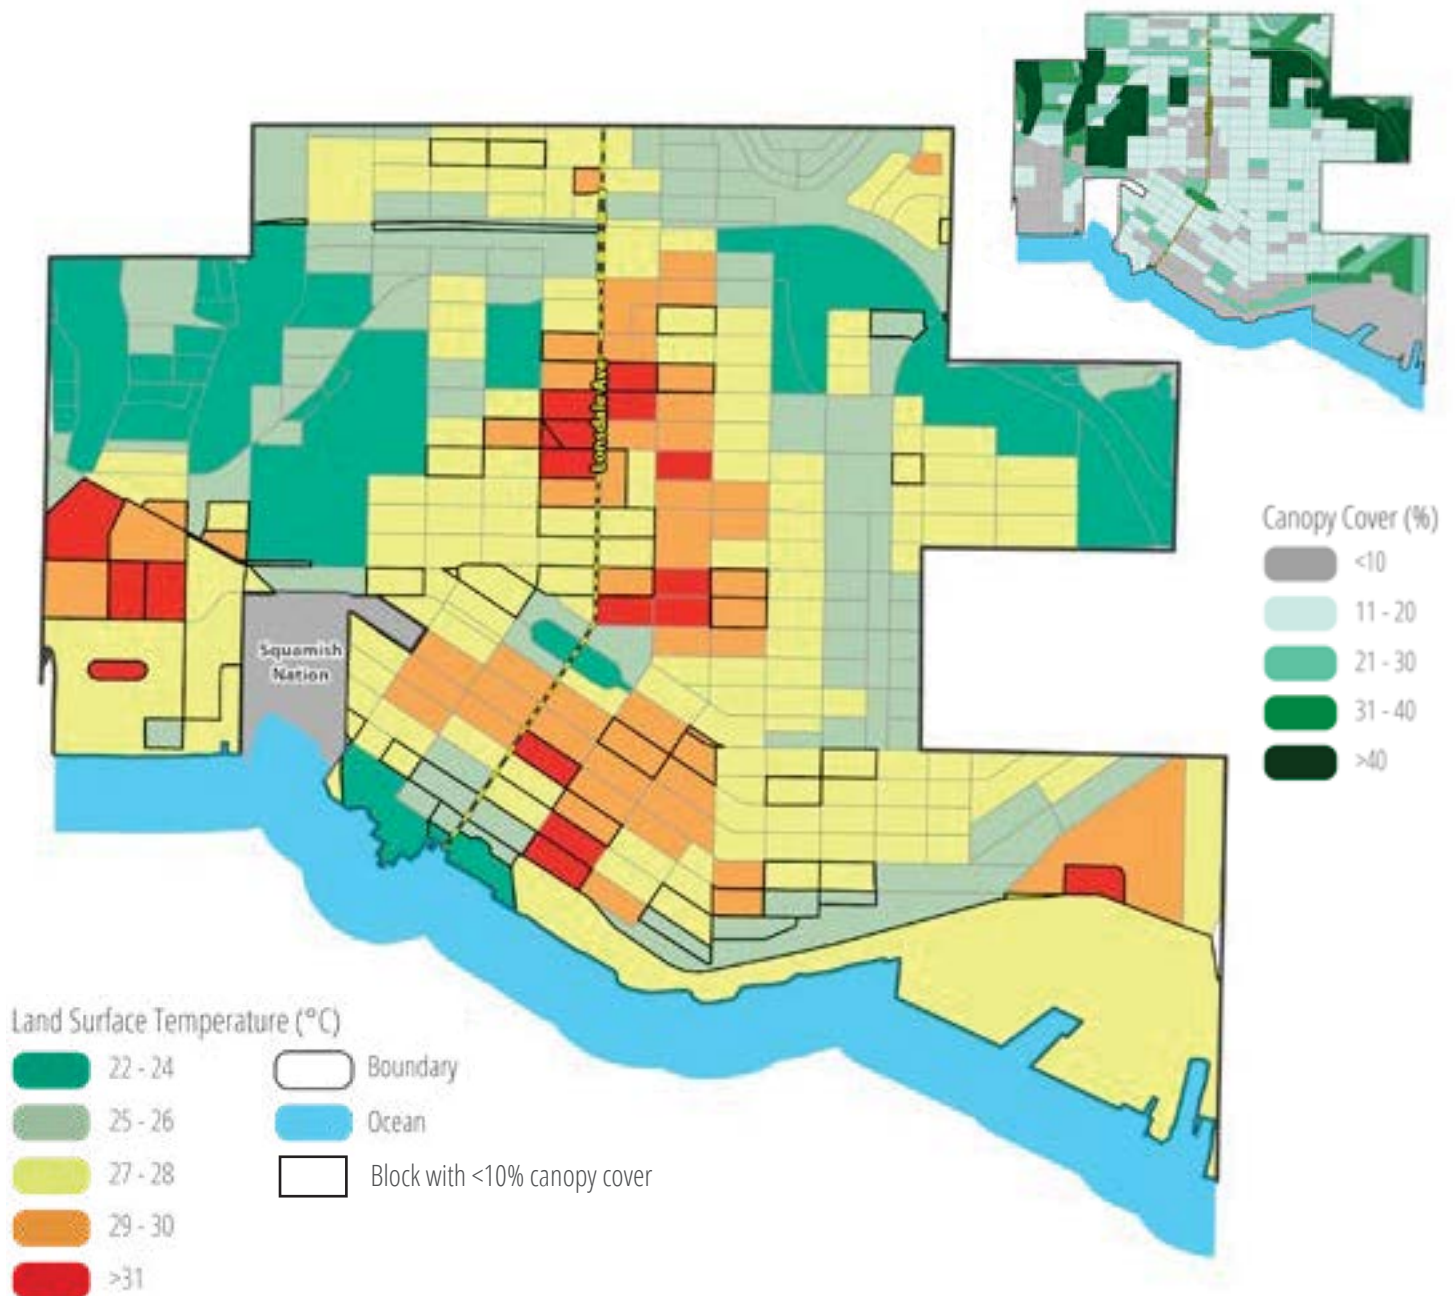 Lonsdale Ave
Squamish
Nation
Canopy Cover (%)
<10
11 - 20
21 - 30
31 - 40
>40
Land Surface Temperature (°C)
22 - 24
25 - 26
27 - 28
29 - 30
>31
Boundary
Ocean
Block with <10% canopy cover